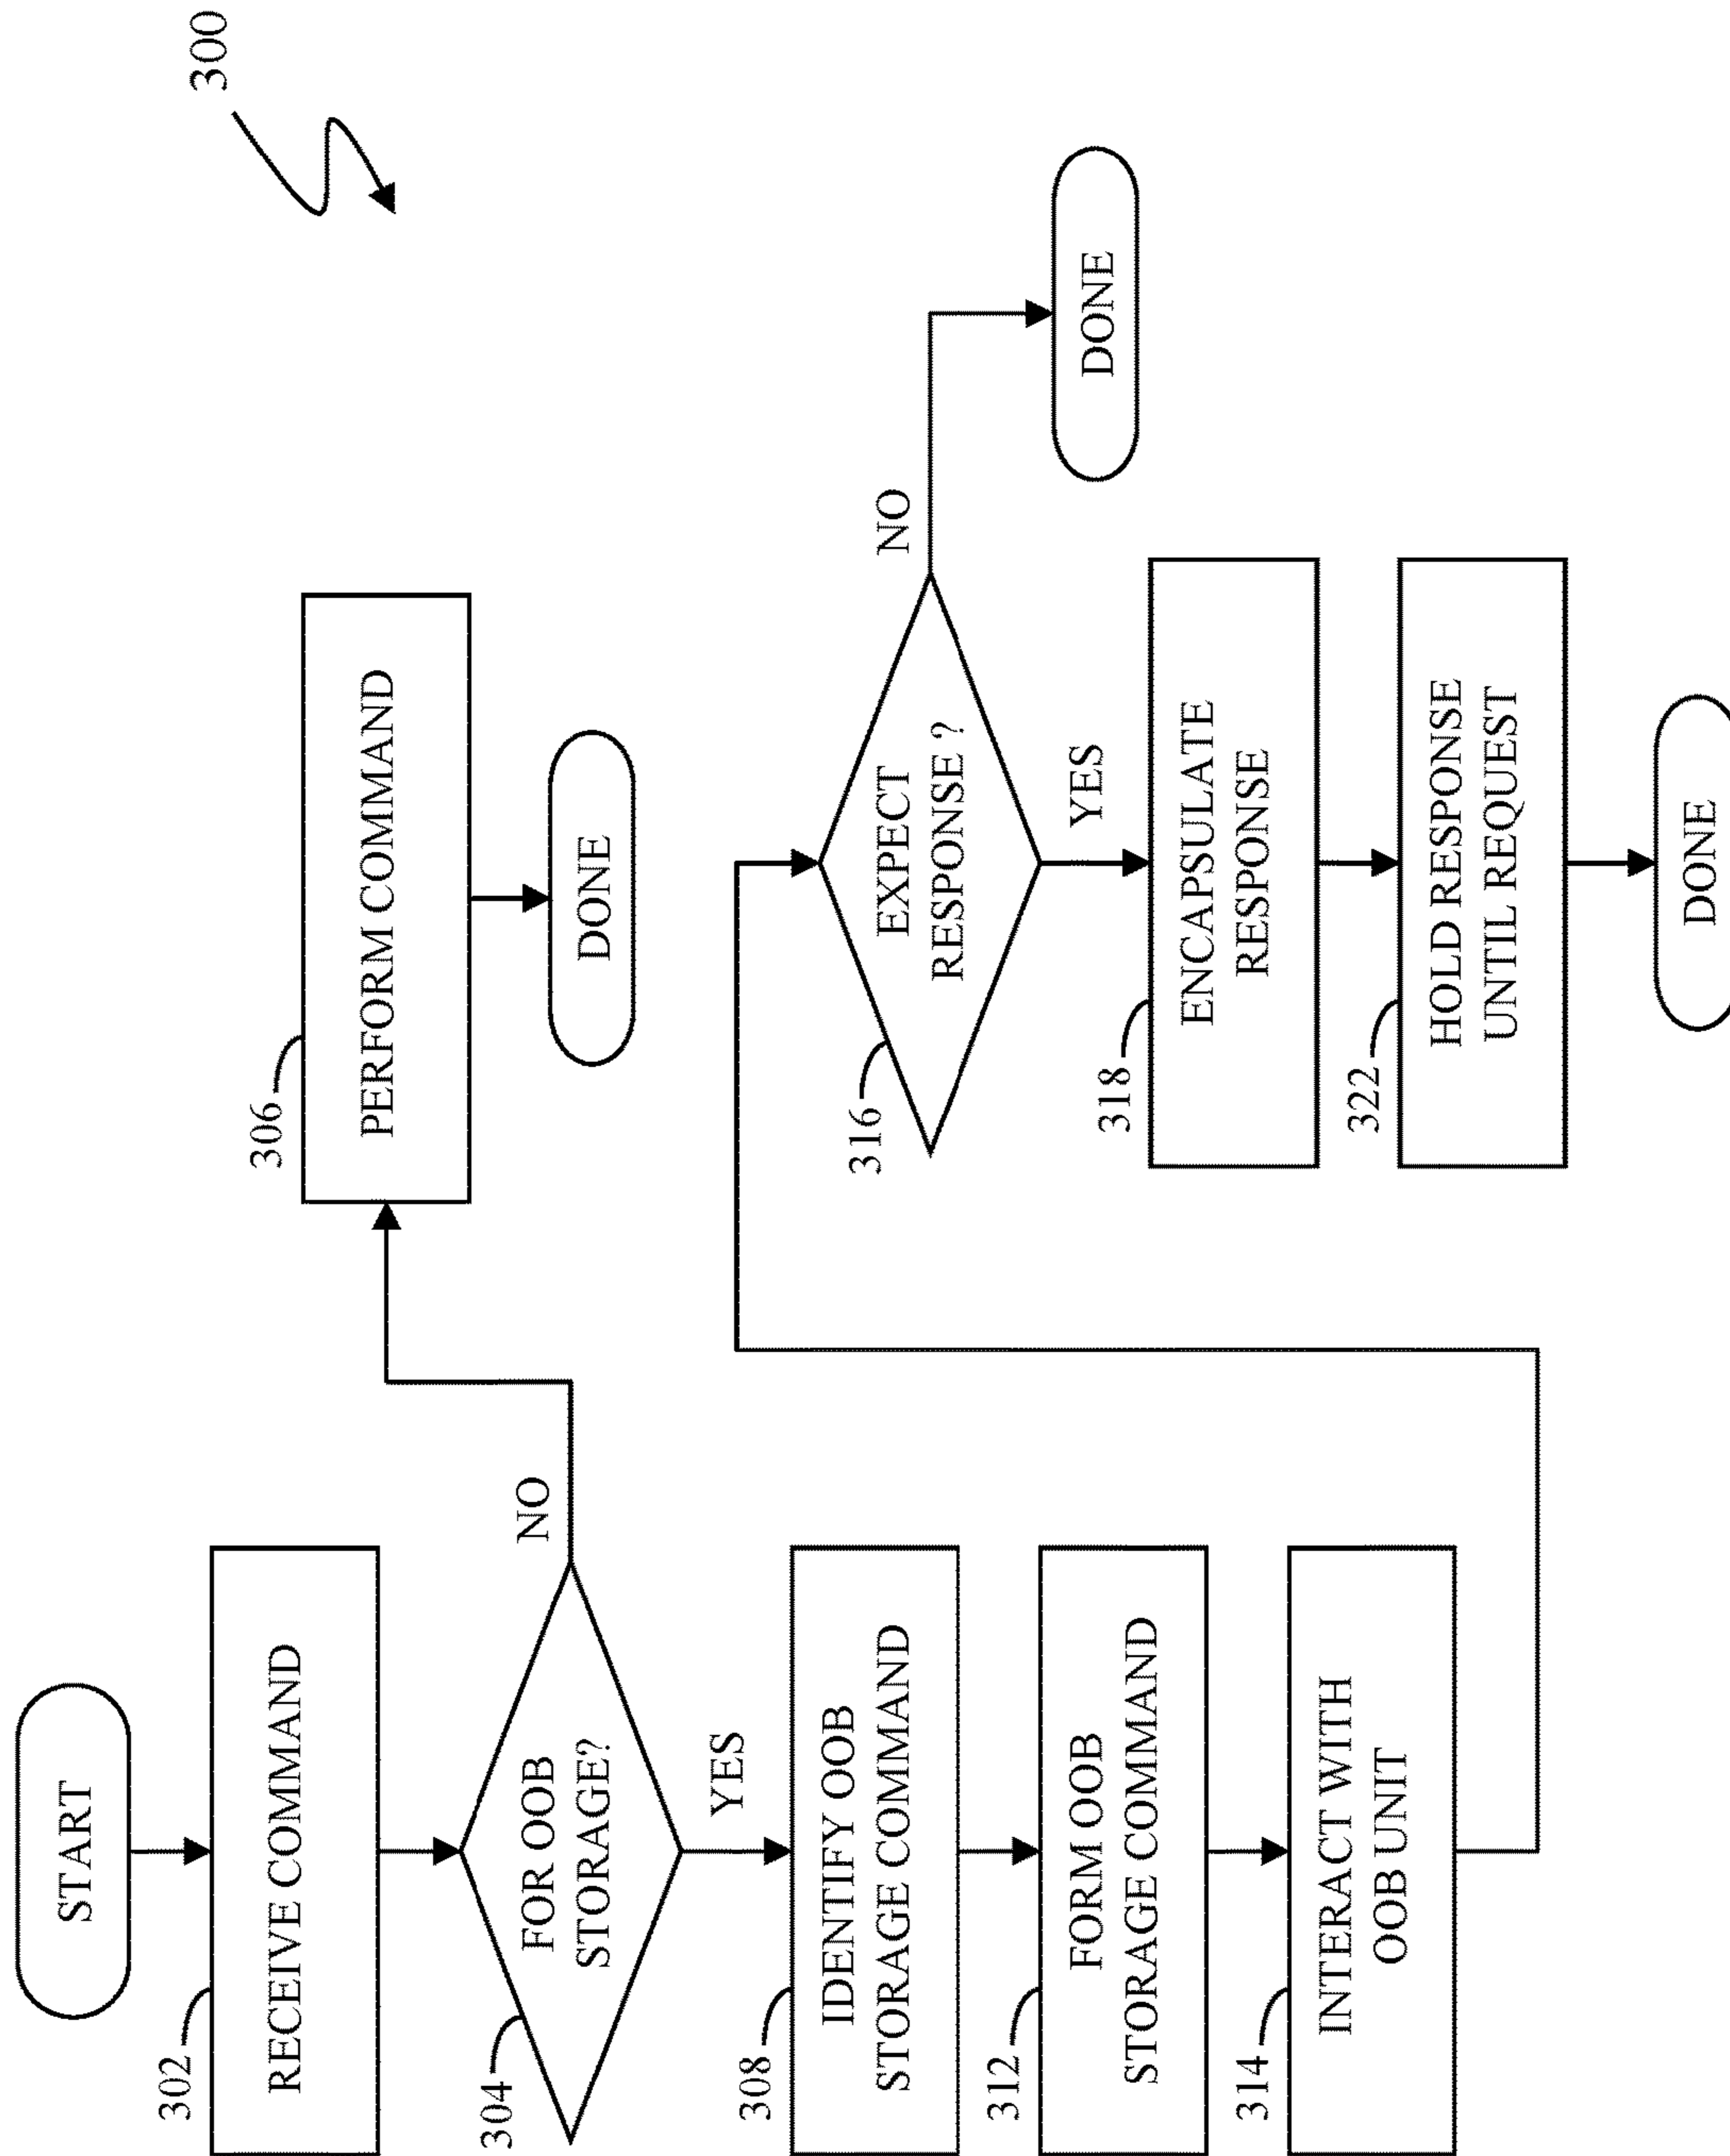 300
START
302
RECEIVE COMMAND
304
FOR OOB
STORAGE?
NO
YES
306
PERFORM COMMAND
DONE
308
IDENTIFY OOB
STORAGE COMMAND
312
FORM OOB
STORAGE COMMAND
314
INTERACT WITH
OOB UNIT
316
EXPECT
RESPONSE ?
NO
DONE
YES
318
ENCAPSULATE
RESPONSE
322
HOLD RESPONSE
UNTIL REQUEST
DONE